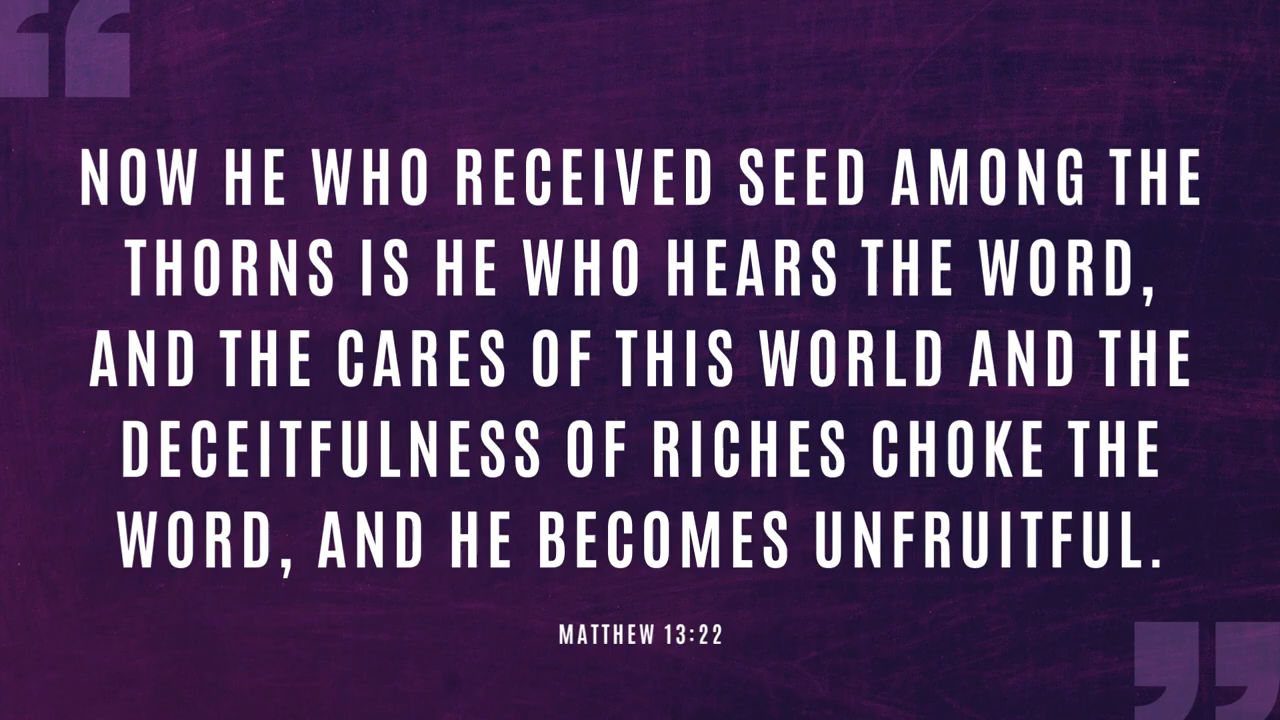 NOW HE WHO RECEIVED SEED AMONG THE
THORNS IS HE WHO HEARS THE WORD,
AND THE CARES OF THIS WORLD AND THE
DECEITFULNESS OF RICHES CHOKE THE
WORD, AND HE BECOMES UNFRUITFUL.
MATTHEW 13:22